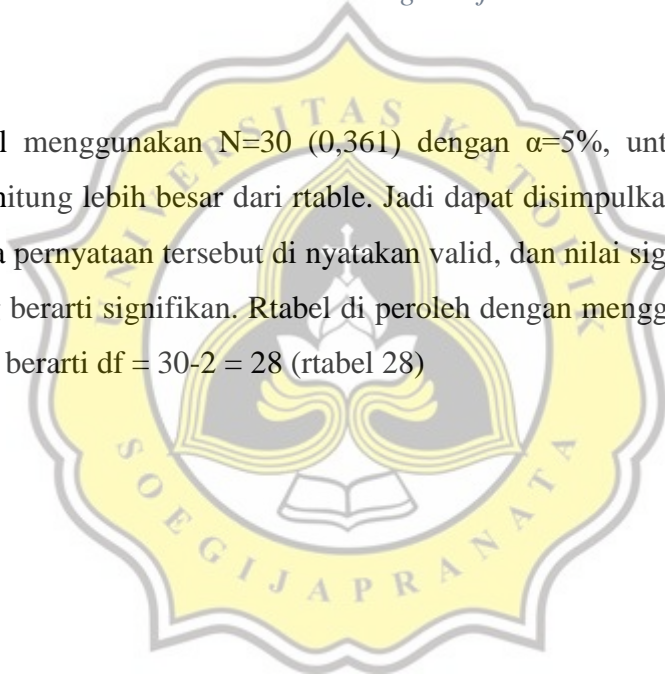 l menggunakan N=30 (0,361) dengan α=5%, unt
hitung lebih besar dari rtable. Jadi dapat disimpulka
a pernyataan tersebut di nyatakan valid, dan nilai sig
berarti signifikan. Rtabel di peroleh dengan mengg
berarti df = 30-2 = 28 (rtabel 28)
UNIVERSITAS KATOLIK
SOEGIJAPRANATA